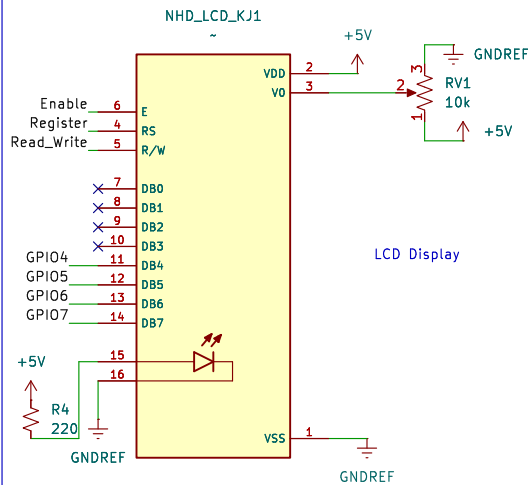 NHD_LCD_KJ1
~
+5V
GNDREF
VDD 2
V0 3
2
3
1
RV1
10k
+5V
Enable 6 E
Register 4 RS
Read_Write 5 R/W
7 DB0
8 DB1
9 DB2
10 DB3
GPIO4 11 DB4
GPIO5 12 DB5
GPIO6 13 DB6
GPIO7 14 DB7
LCD Display
15
16
+5V
R4
220
GNDREF
VSS 1
GNDREF